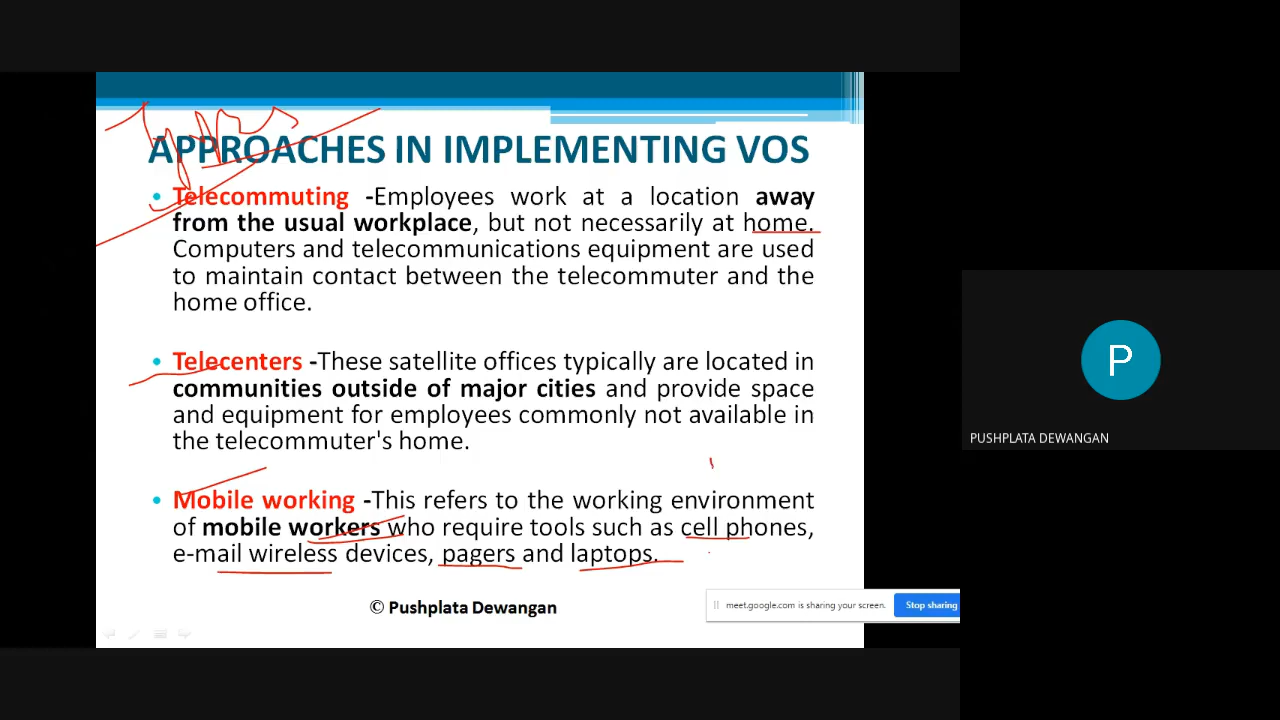 Types
APPROACHES IN IMPLEMENTING VOS
• Telecommuting -Employees work at a location away
from the usual workplace, but not necessarily at home.
Computers and telecommunications equipment are used
to maintain contact between the telecommuter and the
home office.
• Telecenters -These satellite offices typically are located in
communities outside of major cities and provide space
and equipment for employees commonly not available in
the telecommuter's home.
• Mobile working -This refers to the working environment
of mobile workers who require tools such as cell phones,
e-mail wireless devices, pagers and laptops.
© Pushplata Dewangan
meet.google.com is sharing your screen.
Stop sharing
P
PUSHPLATA DEWANGAN